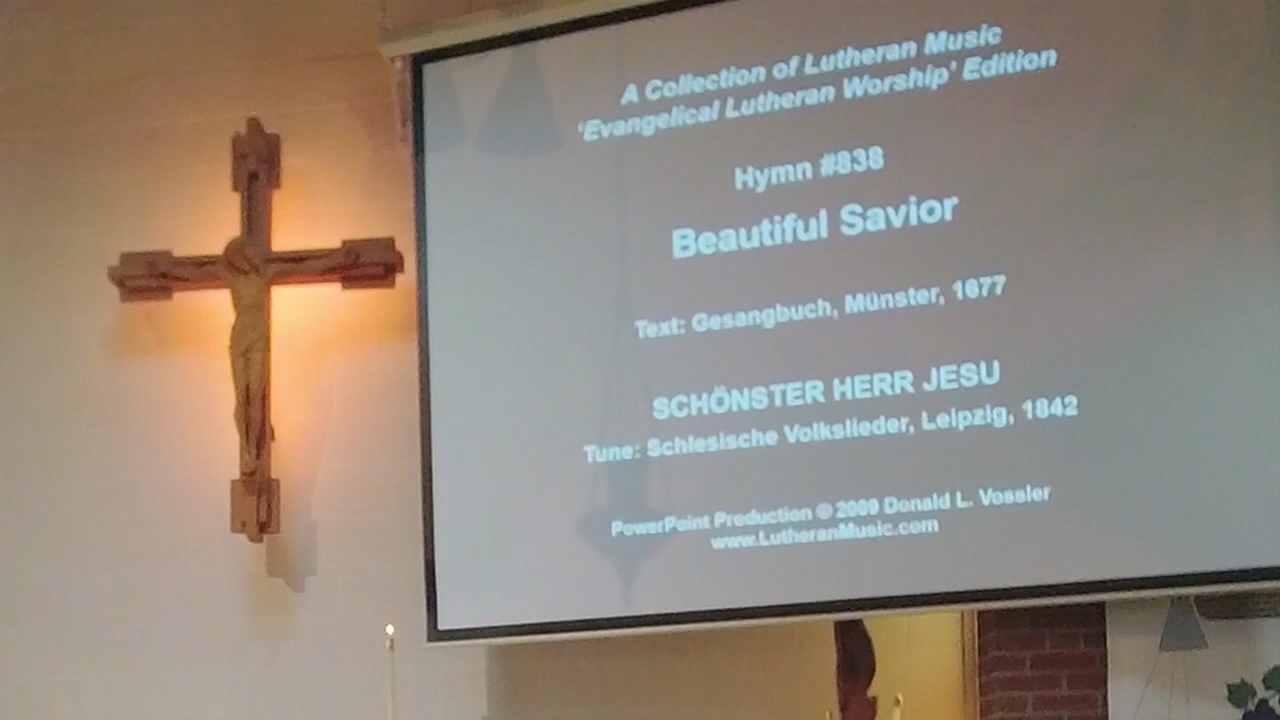 A Collection of Lutheran Music
'Evangelical Lutheran Worship' Edition
Hymn #838
Beautiful Savior
Text: Gesangbuch, Münster, 1677
SCHÖNSTER HERR JESU
Tune: Schlesische Volkslieder, Leipzig, 1842
PowerPoint Production © 2009 Donald L. Vossler
www.LutheranMusic.com